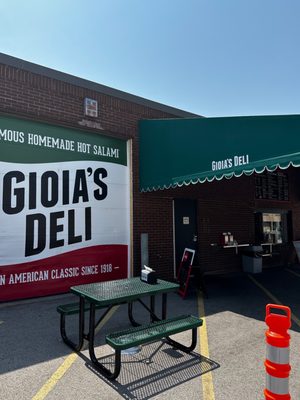 MOUS HOMEMADE HOT SALAMI
GIOIA'S
DELI
N AMERICAN CLASSIC SINCE 1918
GIOIA'S DELI